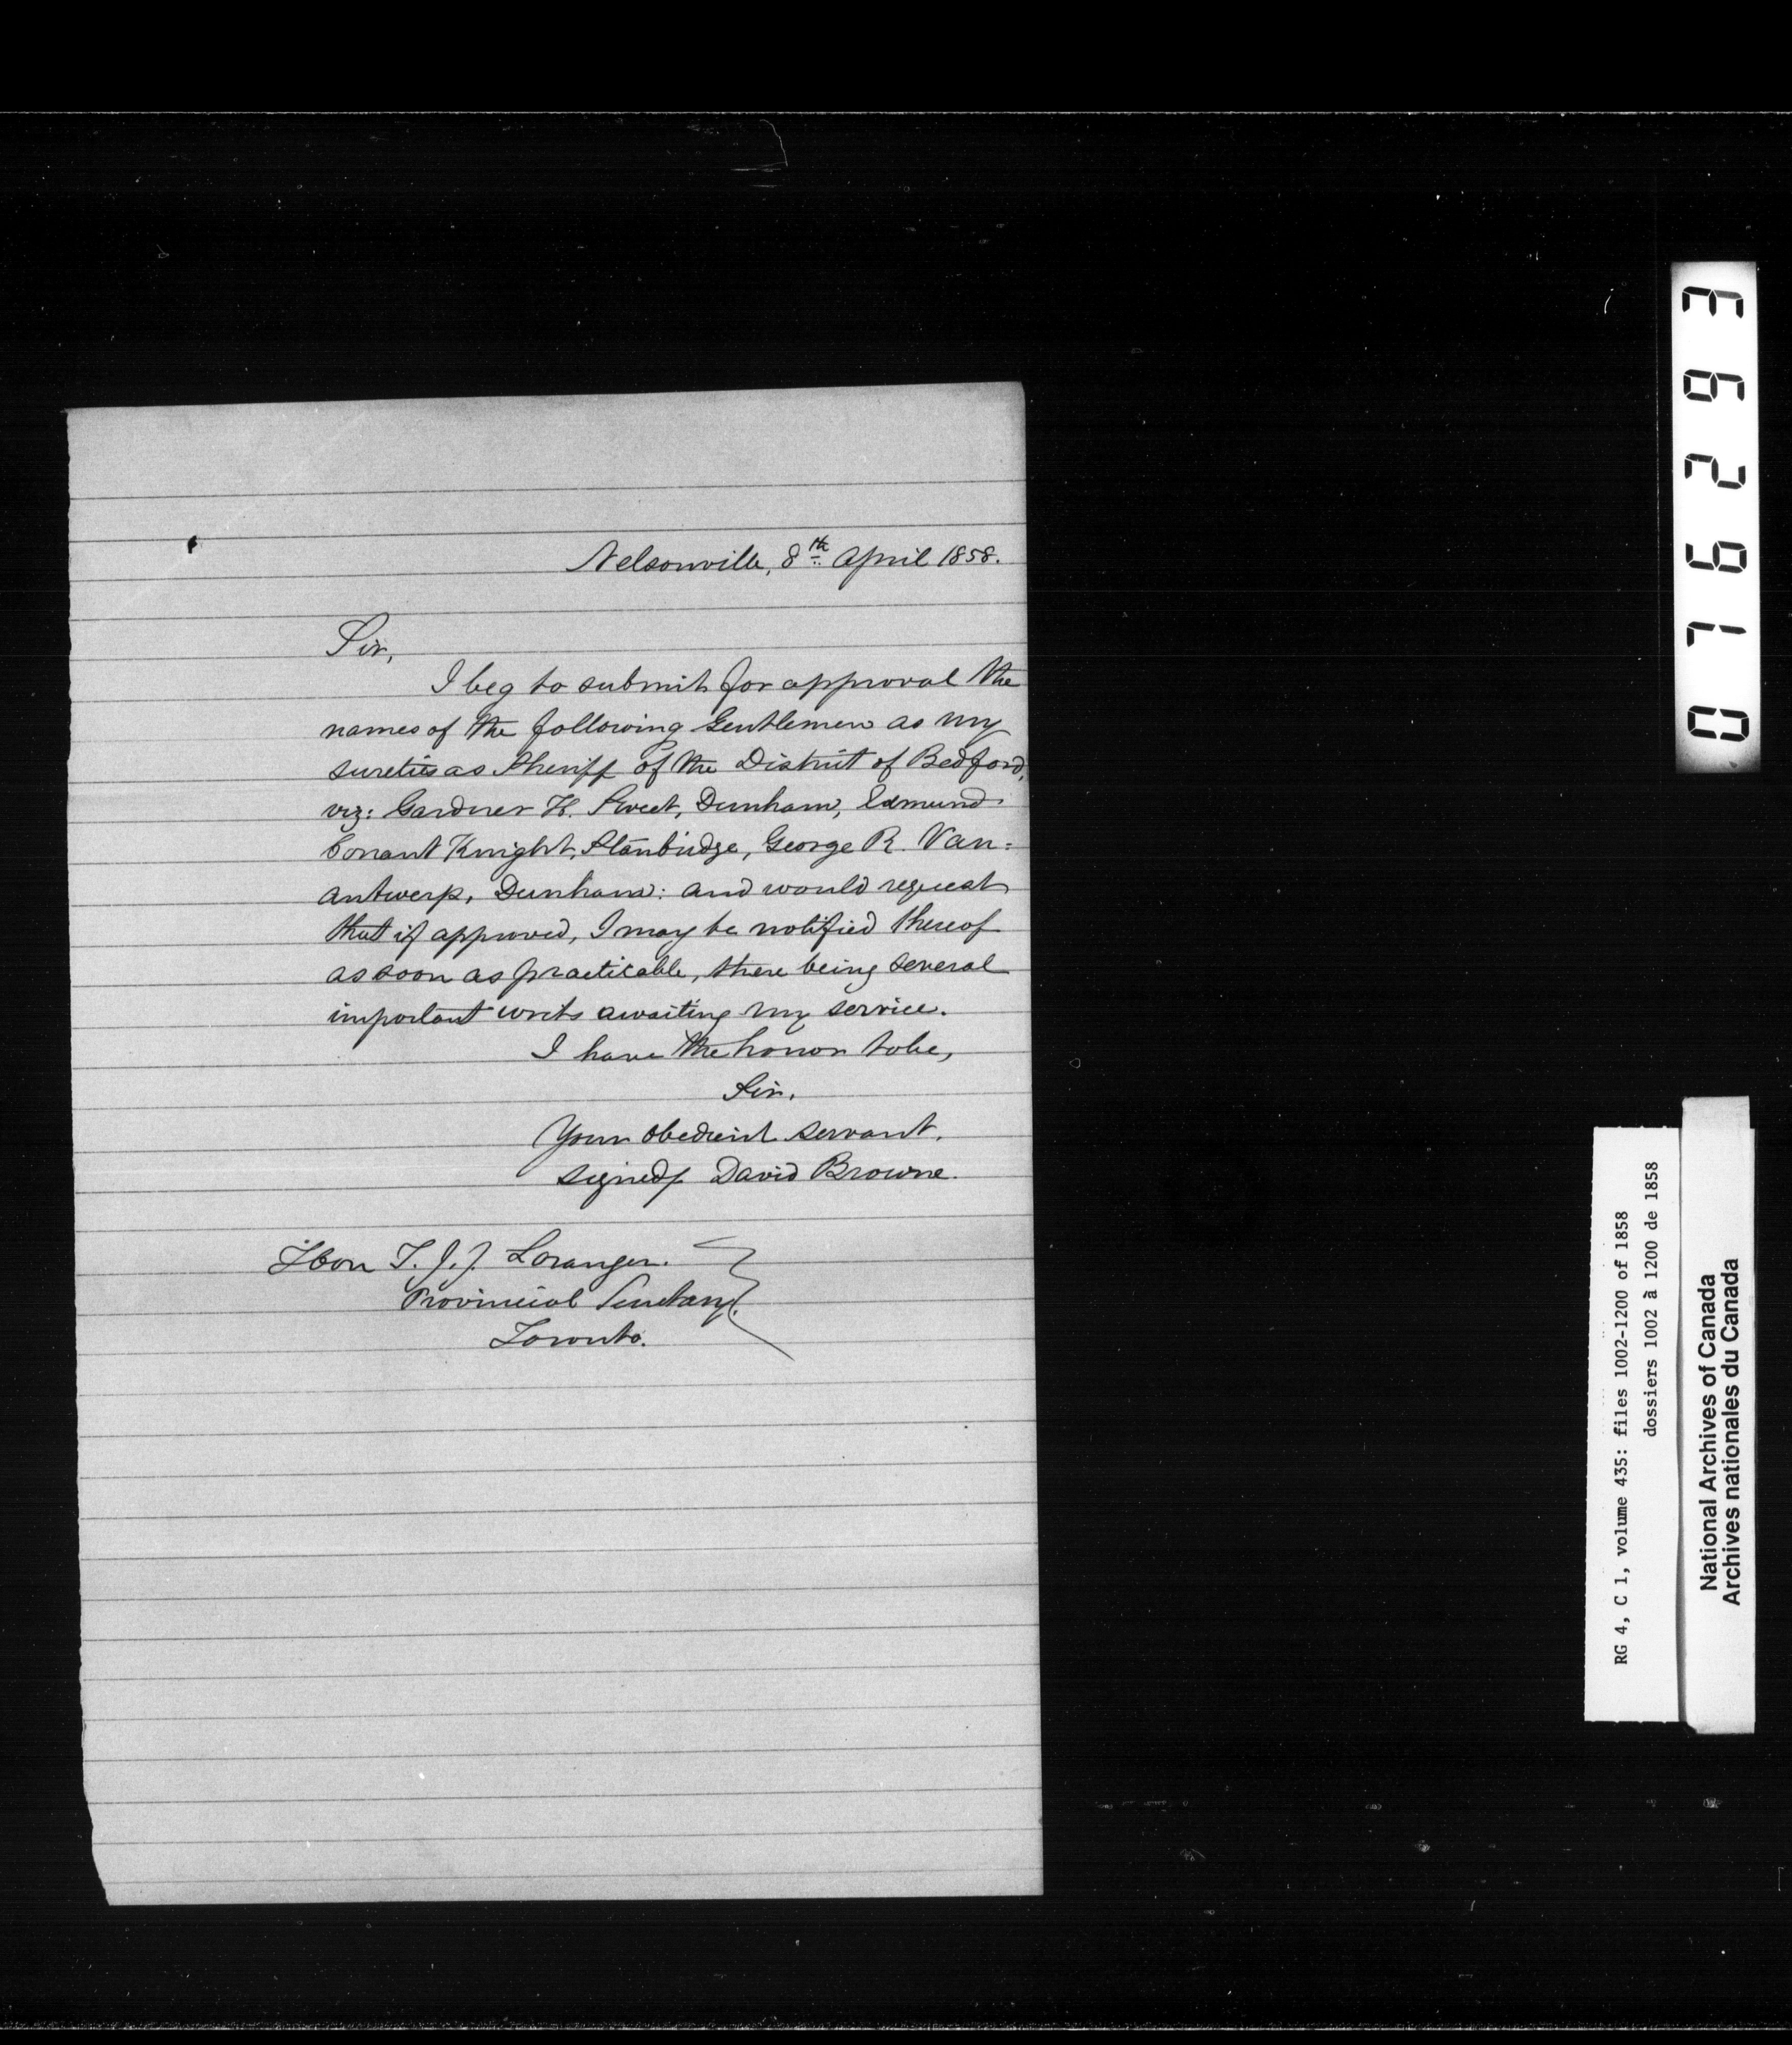 Nelsonville, 8th April 1858.
Sir,
I beg to submit for approval the
names of the following Gentlemen as my
sureties as Sheriff of the District of Bedford,
viz: Gardner H. Sweet, Dunham, Edmund
Conant Knight, Stanbridge, George R. Van:
antwerp, Dunham: and would request
that if approved, I may be notified thereof
as soon as practicable, there being several
important writs awaiting my service.
I have the honor to be,
Sir,
Your obedient servant,
signed/ David Browne.
Hon T. J. J. Loranger.
Provincial Secretary.
Toronto.
076293
RG 4, C 1, volume 435: files 1002-1200 of 1858
dossiers 1002 à 1200 de 1858
National Archives of Canada
Archives nationales du Canada